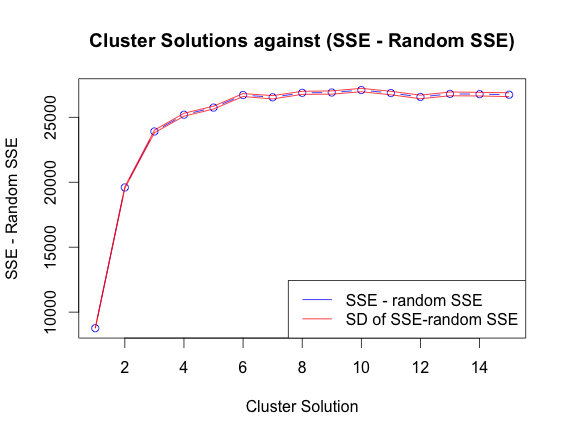 Cluster Solutions against (SSE - Random SSE)
SSE - Random SSE
25000
20000
15000
10000
SSE - random SSE
SD of SSE-random SSE
2 4 6 8 10 12 14
Cluster Solution